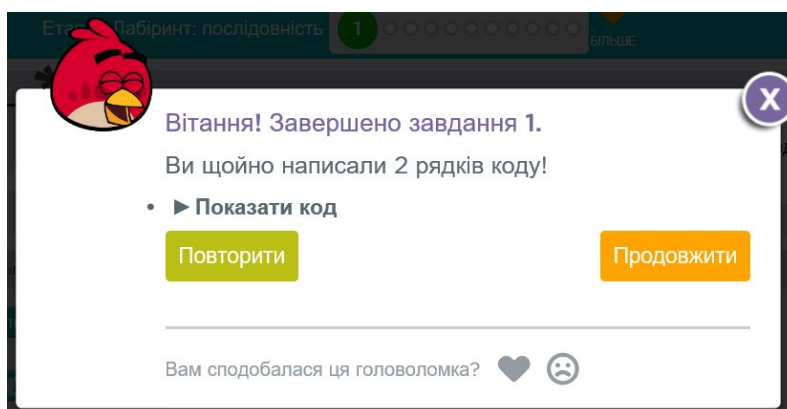 Лабіринт: послідовність 1
БІЛЬШЕ
X
Вітання! Завершено завдання 1.
Ви щойно написали 2 рядків коду!
• ►Показати код
Повторити Продовжити
Вам сподобалася ця головоломка?